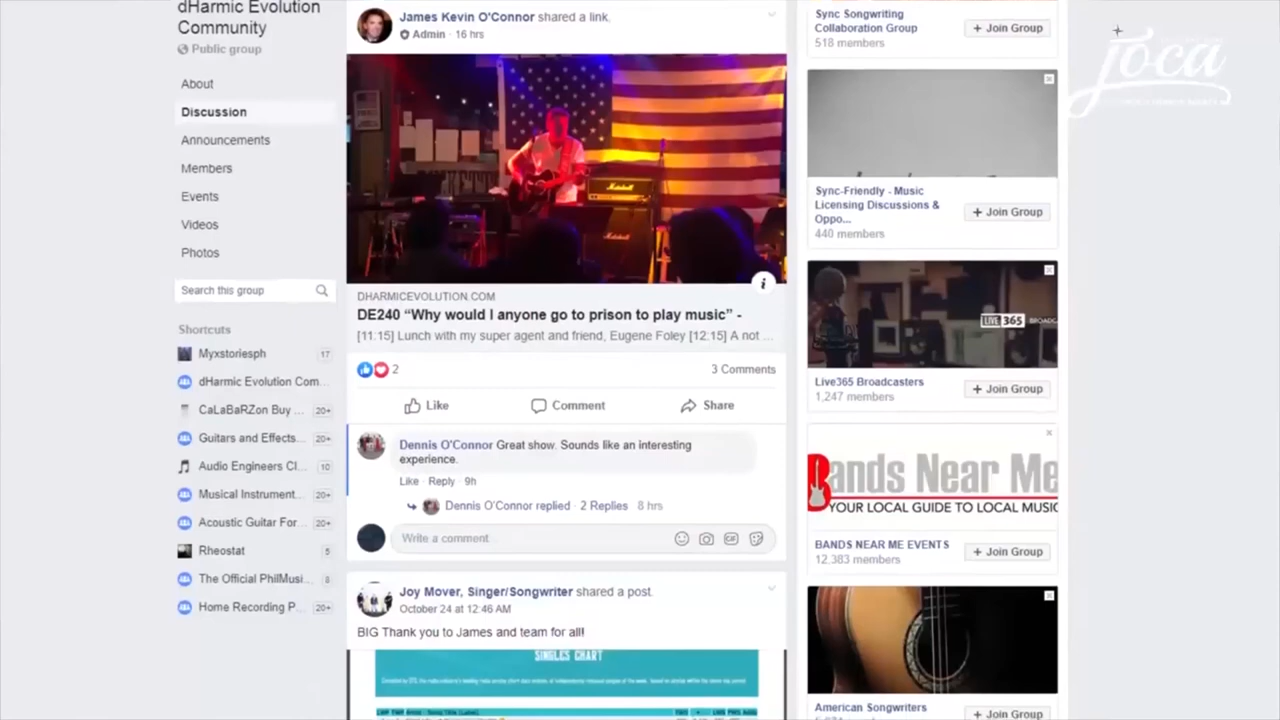 dHarmic Evolution
Community
Public group
About
Discussion
Announcements
Members
Events
Videos
Photos
Search this group
Shortcuts
Myxstoriesph 17
dHarmic Evolution Com...
CaLaBaRZon Buy ... 20+
Guitars and Effects... 20+
Audio Engineers Cl... 10
Musical Instrument... 20+
Acoustic Guitar For... 20+
Rheostat 5
The Official PhilMusi... 8
Home Recording P... 20+
James Kevin O'Connor shared a link.
Admin · 16 hrs
Marshall
Marshall
DHARMICEVOLUTION.COM
DE240 “Why would I anyone go to prison to play music” -
[11:15] Lunch with my super agent and friend, Eugene Foley [12:15] A not ...
2
3 Comments
Like Comment Share
Dennis O'Connor Great show. Sounds like an interesting
experience.
Like · Reply · 9h
Dennis O'Connor replied · 2 Replies 8 hrs
Write a comment
GIF
Joy Mover, Singer/Songwriter shared a post.
October 24 at 12:46 AM
BIG Thank you to James and team for all!
SINGLES CHART
Sync Songwriting
Collaboration Group
518 members
+ Join Group
Sync-Friendly - Music
Licensing Discussions &
Oppo...
440 members
+ Join Group
LIVE 365 BROADC
Live365 Broadcasters
1,247 members
+ Join Group
Bands Near Me
YOUR LOCAL GUIDE TO LOCAL MUSIC
BANDS NEAR ME EVENTS
12,383 members
+ Join Group
American Songwriters
+ Join Group
joca